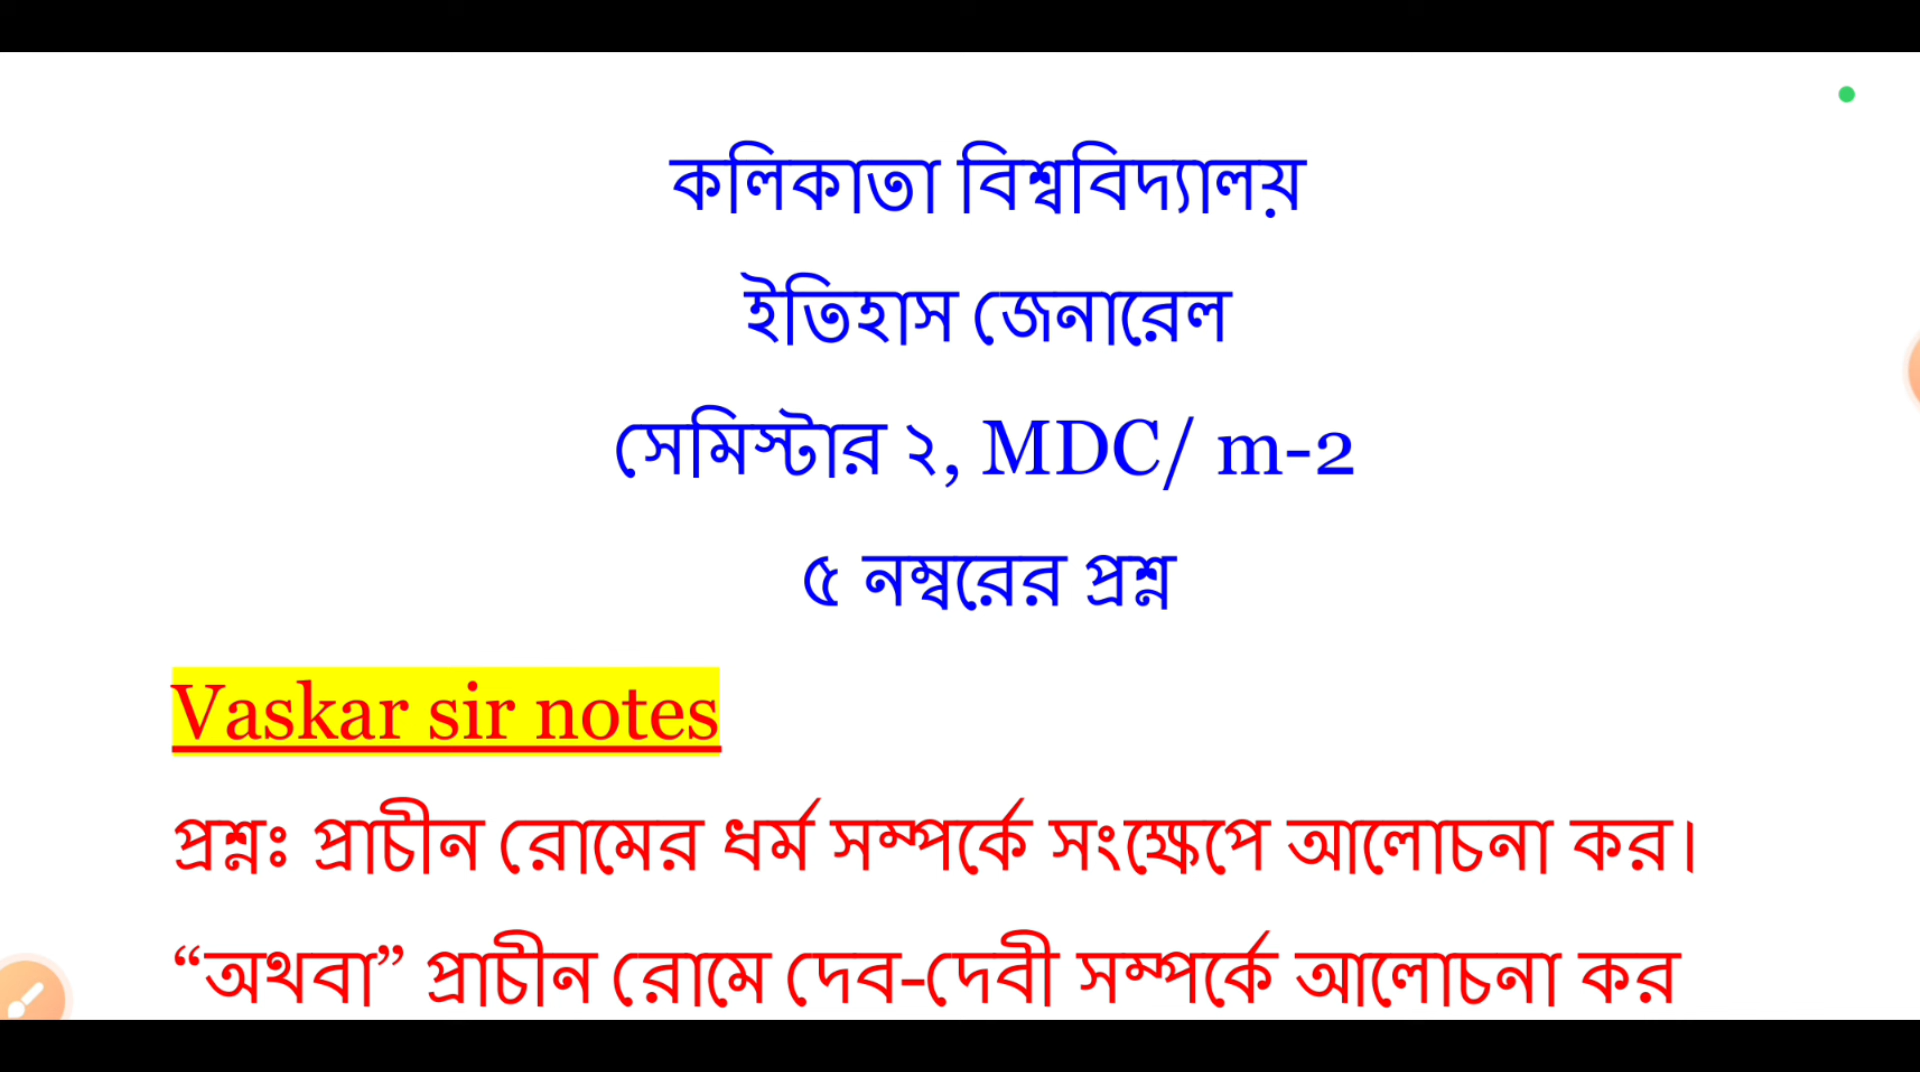 কলিকাতা বিশ্ববিদ্যালয়
ইতিহাস জেনারেল
সেমিস্টার ২, MDC/ m-2
৫ নম্বরের প্রশ্ন
Vaskar sir notes
প্রশ্নঃ প্রাচীন রোমের ধর্ম সম্পর্কে সংক্ষেপে আলোচনা কর।
“অথবা” প্রাচীন রোমে দেব-দেবী সম্পর্কে আলোচনা কর